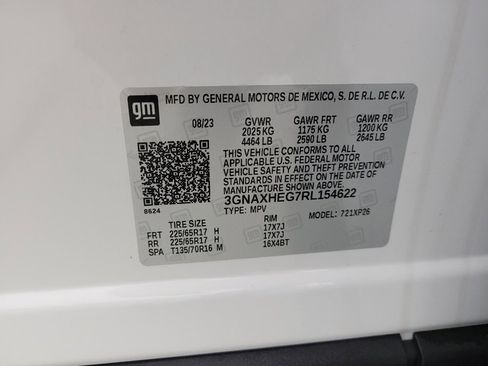 gm
MFD BY GENERAL MOTORS DE MEXICO, S. DE R.L. DE C.V.
08/23 GVWR GAWR FRT GAWR RR
2025 KG 1175 KG 1200 KG
4464 LB 2590 LB 2645 LB
THIS VEHICLE CONFORMS TO ALL
APPLICABLE U.S. FEDERAL MOTOR
VEHICLE SAFETY AND THEFT PREVENTION
STANDARDS IN EFFECT ON THE DATE OF
MANUFACTURE SHOWN ABOVE.
3GNAXHEG7RL154622
8624
TYPE: MPV MODEL: 721XP26
TIRE SIZE RIM
FRT 225/65R17 H 17X7J
RR 225/65R17 H 17X7J
SPA T135/70R16 M 16X4BT